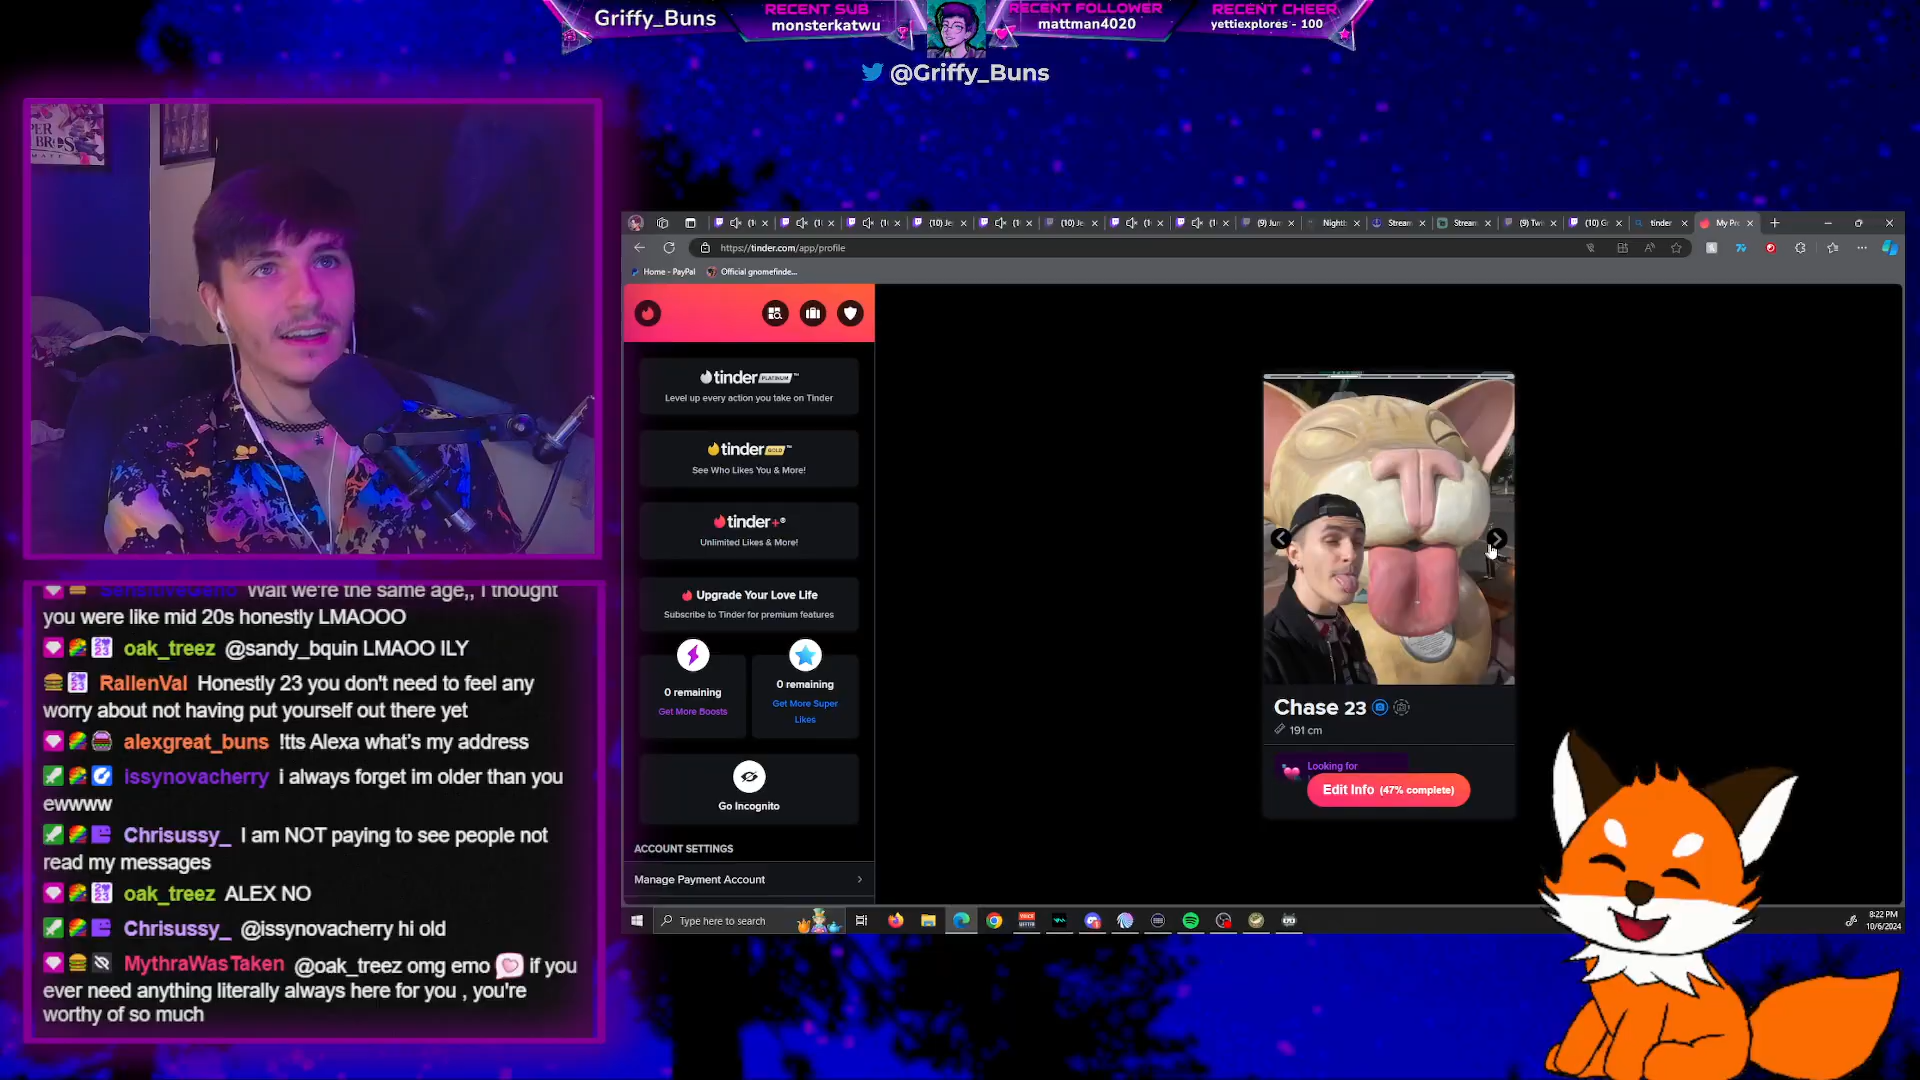 Griffy_Buns
RECENT SUB
monsterkatwu
RECENT FOLLOWER
mattman4020
RECENT CHEER
yettiexplores - 100
@Griffy_Buns
https://tinder.com/app/profile
tinder
Home - PayPal
Official gnomefinde...
tinder PLATINUM™
Level up every action you take on Tinder
tinder GOLD™
See Who Likes You & More!
tinder+®
Unlimited Likes & More!
Upgrade Your Love Life
Subscribe to Tinder for premium features
0 remaining
Get More Boosts
0 remaining
Get More Super
Likes
Go Incognito
ACCOUNT SETTINGS
Manage Payment Account
Chase 23
191 cm
Looking for
Edit Info (47% complete)
Wait we're the same age,, I thought
you were like mid 20s honestly LMAOOO
oak_treez @sandy_bquin LMAOO ILY
RallenVal Honestly 23 you don't need to feel any
worry about not having put yourself out there yet
alexgreat_buns !tts Alexa what's my address
issynovacherry i always forget im older than you
ewwww
Chrisussy_ I am NOT paying to see people not
read my messages
oak_treez ALEX NO
Chrisussy_ @issynovacherry hi old
MythraWasTaken @oak_treez omg emo if you
ever need anything literally always here for you , you're
worthy of so much
Type here to search
8:22 PM
10/6/2024